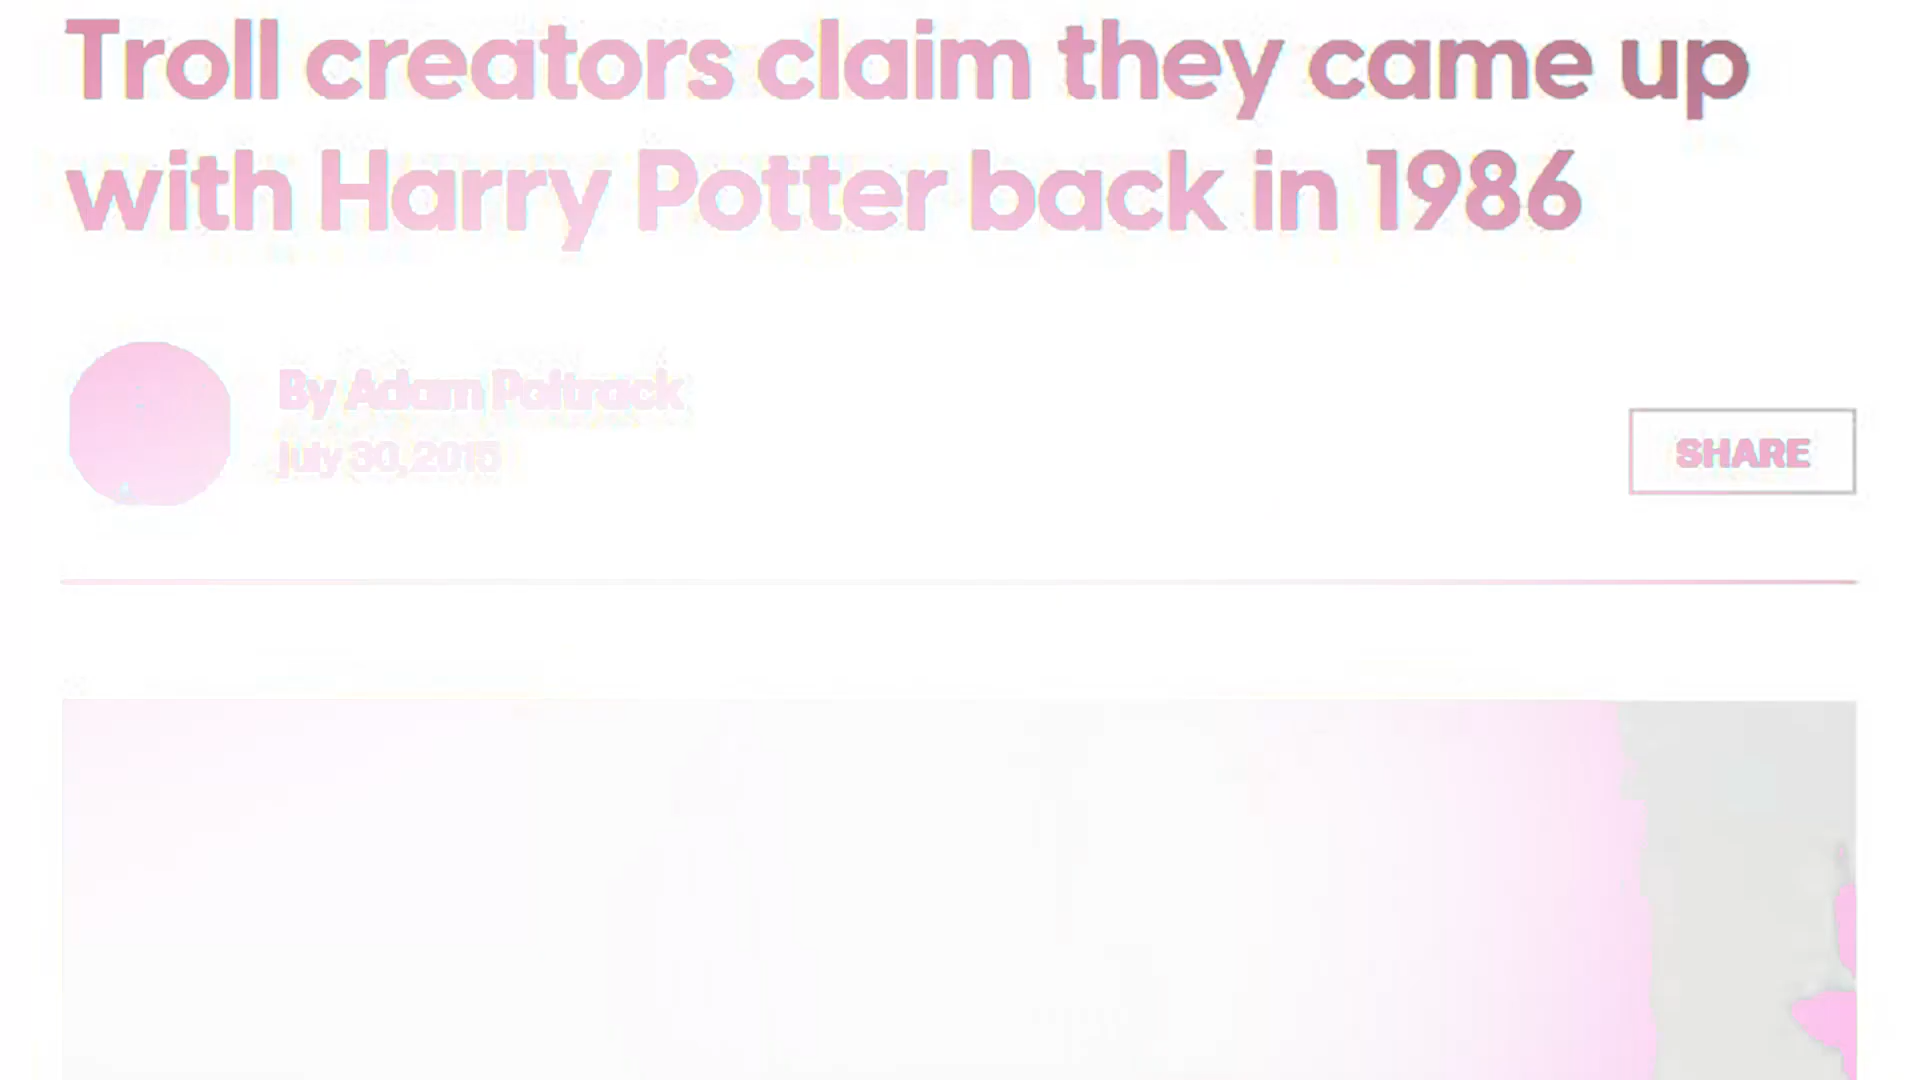 Troll creators claim they came up
with Harry Potter back in 1986
By Adam Poltrack
July 30, 2015
SHARE